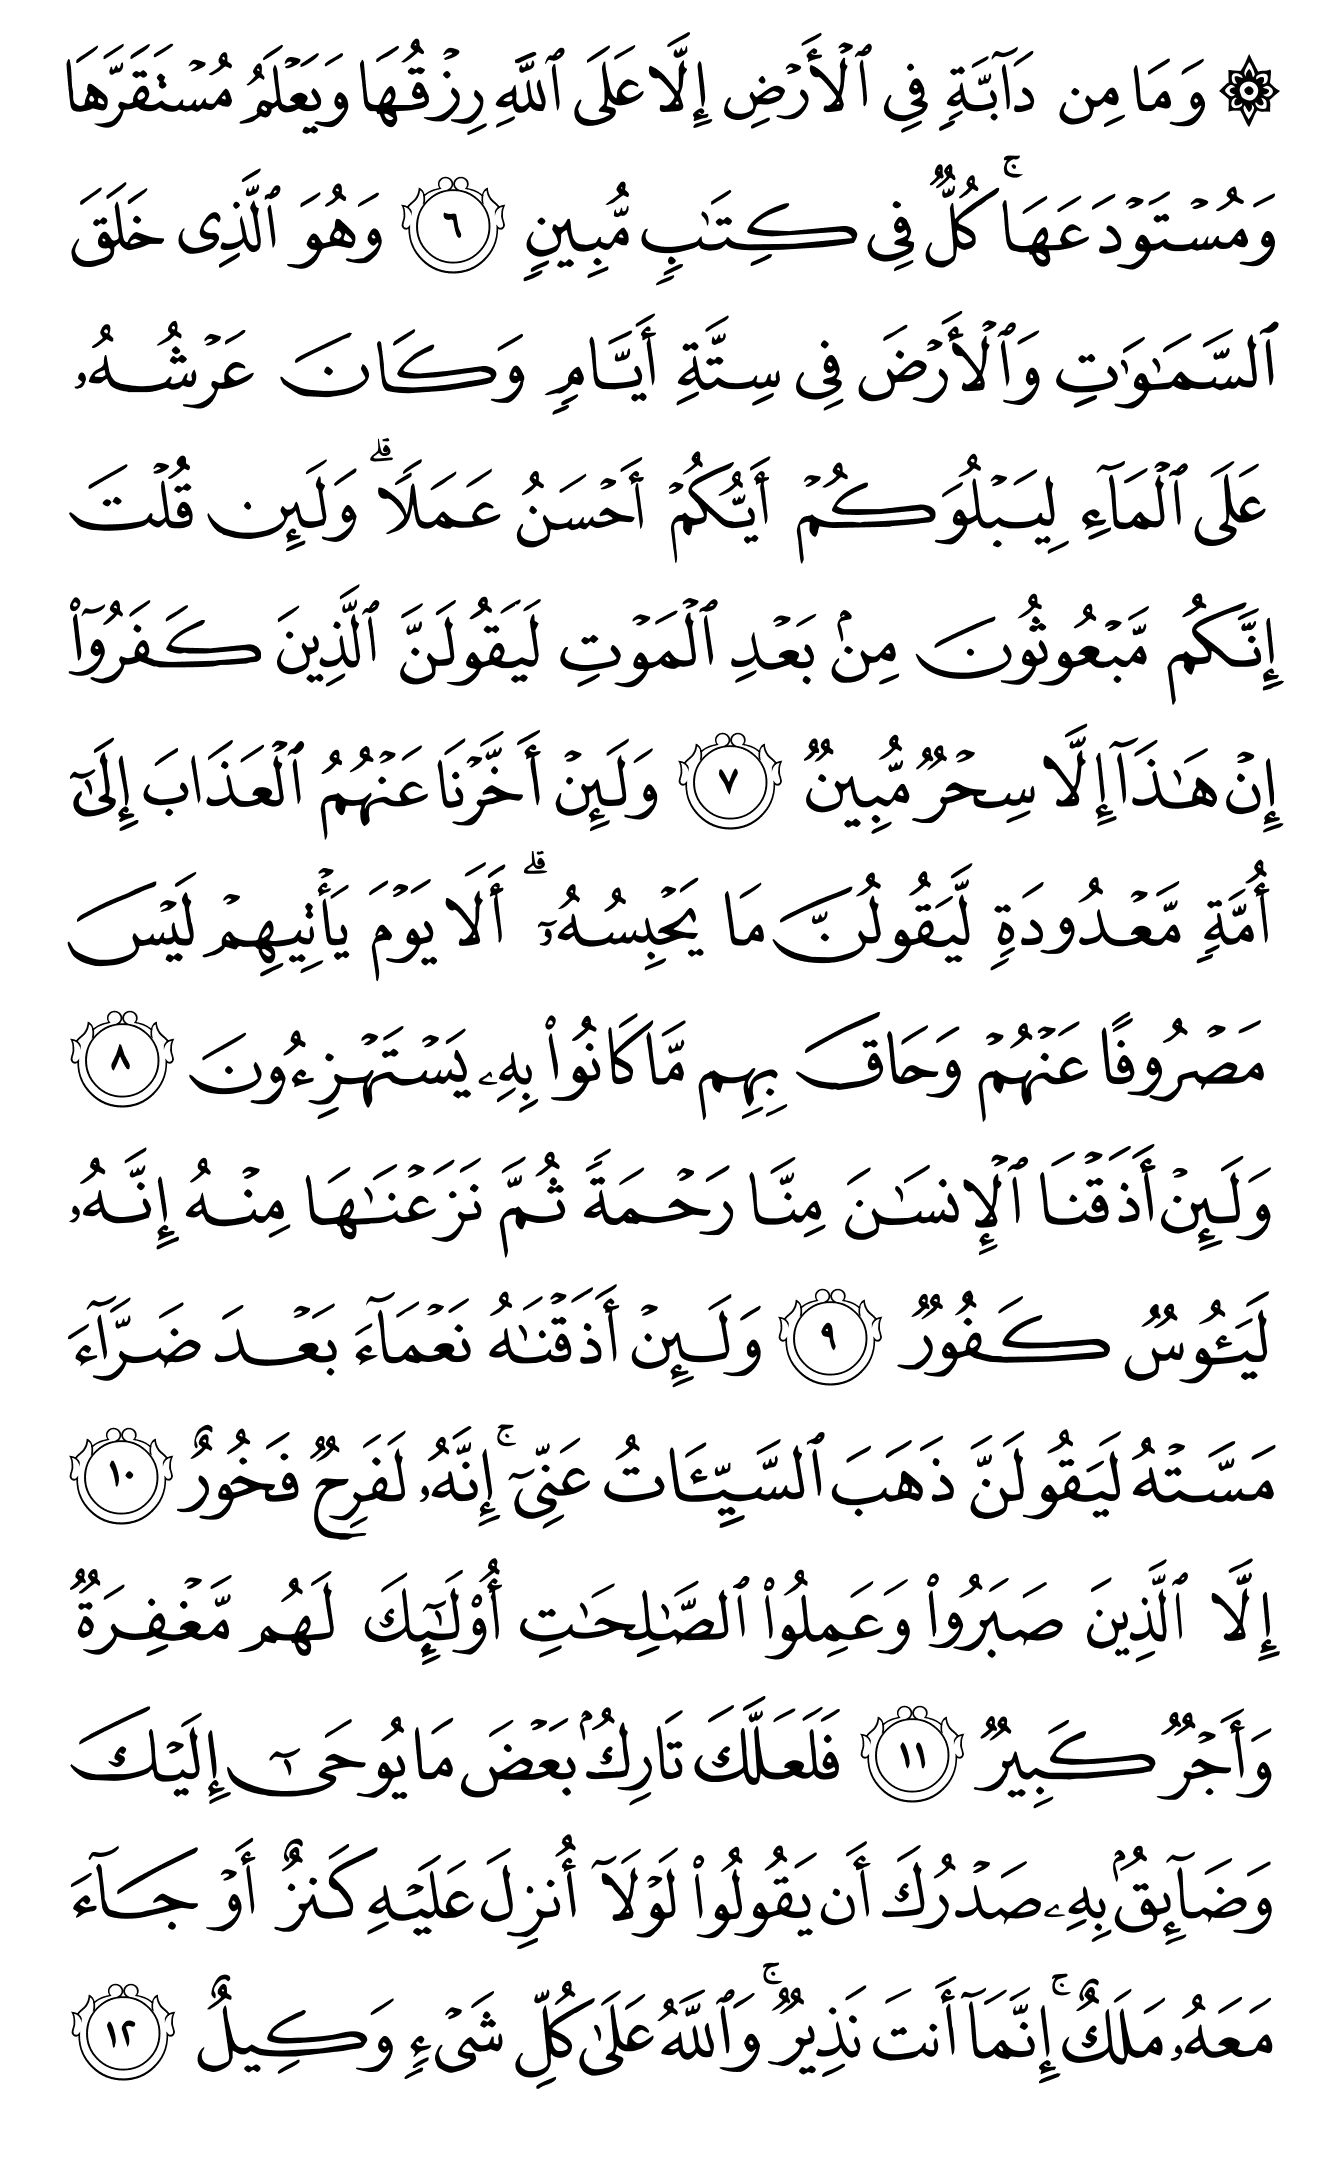 ۞ وَمَا مِن دَآبَّةٍ فِي ٱلْأَرْضِ إِلَّا عَلَى ٱللَّهِ رِزْقُهَا وَيَعْلَمُ مُسْتَقَرَّهَا
وَمُسْتَوْدَعَهَا ۚ كُلٌّ فِي كِتَٰبٍ مُّبِينٍ ٦ وَهُوَ ٱلَّذِي خَلَقَ
ٱلسَّمَٰوَٰتِ وَٱلْأَرْضَ فِي سِتَّةِ أَيَّامٍ وَكَانَ عَرْشُهُۥ
عَلَى ٱلْمَآءِ لِيَبْلُوَكُمْ أَيُّكُمْ أَحْسَنُ عَمَلًا ۗ وَلَئِن قُلْتَ
إِنَّكُم مَّبْعُوثُونَ مِنۢ بَعْدِ ٱلْمَوْتِ لَيَقُولَنَّ ٱلَّذِينَ كَفَرُوٓا۟
إِنْ هَٰذَآ إِلَّا سِحْرٌ مُّبِينٌ ٧ وَلَئِنْ أَخَّرْنَا عَنْهُمُ ٱلْعَذَابَ إِلَىٰٓ
أُمَّةٍ مَّعْدُودَةٍ لَّيَقُولُنَّ مَا يَحْبِسُهُۥٓ ۗ أَلَا يَوْمَ يَأْتِيهِمْ لَيْسَ
مَصْرُوفًا عَنْهُمْ وَحَاقَ بِهِم مَّا كَانُوا۟ بِهِۦ يَسْتَهْزِءُونَ ٨
وَلَئِنْ أَذَقْنَا ٱلْإِنسَٰنَ مِنَّا رَحْمَةً ثُمَّ نَزَعْنَٰهَا مِنْهُ إِنَّهُۥ
لَيَـُٔوسٌ كَفُورٌ ٩ وَلَئِنْ أَذَقْنَٰهُ نَعْمَآءَ بَعْدَ ضَرَّآءَ
مَسَّتْهُ لَيَقُولَنَّ ذَهَبَ ٱلسَّيِّـَٔاتُ عَنِّيٓ ۚ إِنَّهُۥ لَفَرِحٌ فَخُورٌ ١٠
إِلَّا ٱلَّذِينَ صَبَرُوا۟ وَعَمِلُوا۟ ٱلصَّٰلِحَٰتِ أُو۟لَٰٓئِكَ لَهُم مَّغْفِرَةٌ
وَأَجْرٌ كَبِيرٌ ١١ فَلَعَلَّكَ تَارِكٌۢ بَعْضَ مَا يُوحَىٰٓ إِلَيْكَ
وَضَآئِقٌۢ بِهِۦ صَدْرُكَ أَن يَقُولُوا۟ لَوْلَآ أُنزِلَ عَلَيْهِ كَنزٌ أَوْ جَآءَ
مَعَهُۥ مَلَكٌ ۚ إِنَّمَآ أَنتَ نَذِيرٌ ۚ وَٱللَّهُ عَلَىٰ كُلِّ شَيْءٍ وَكِيلٌ ١٢